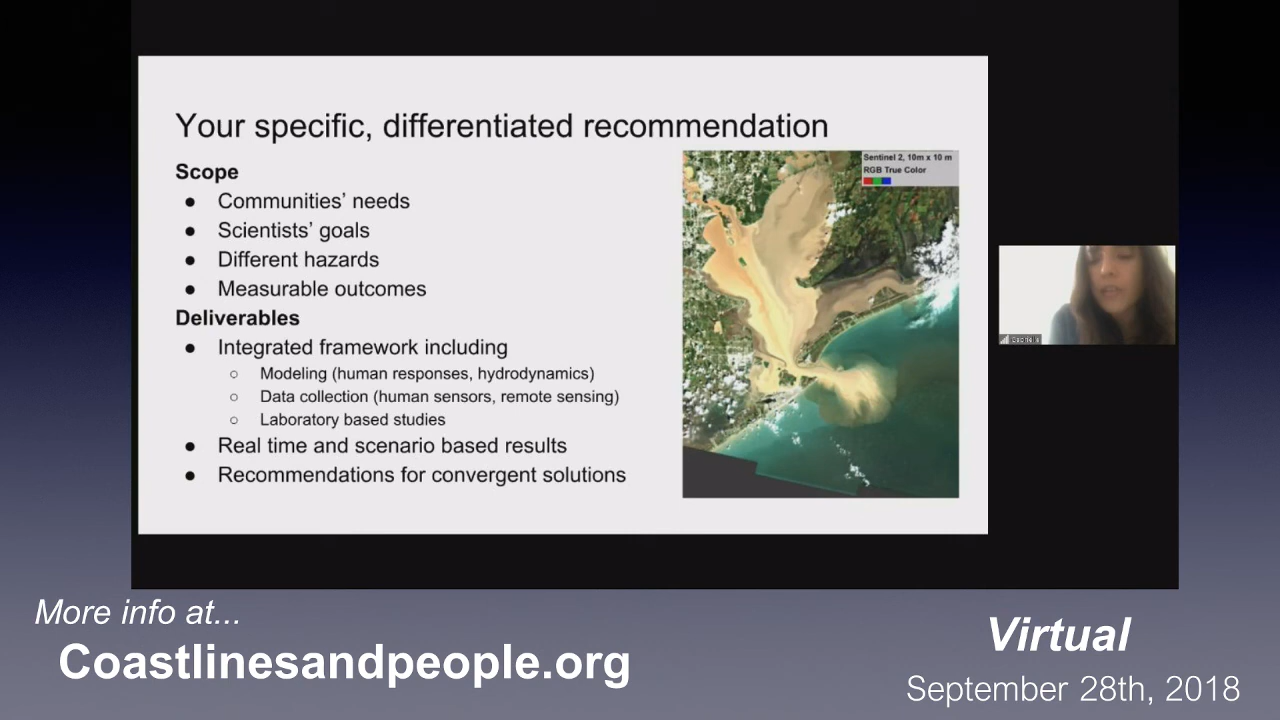 Your specific, differentiated recommendation
Scope
● Communities’ needs
● Scientists’ goals
● Different hazards
● Measurable outcomes
Deliverables
● Integrated framework including
○ Modeling (human responses, hydrodynamics)
○ Data collection (human sensors, remote sensing)
○ Laboratory based studies
● Real time and scenario based results
● Recommendations for convergent solutions
Sentinel 2, 10m x 10 m
RGB True Color
More info at...
Coastlinesandpeople.org
Virtual
September 28th, 2018